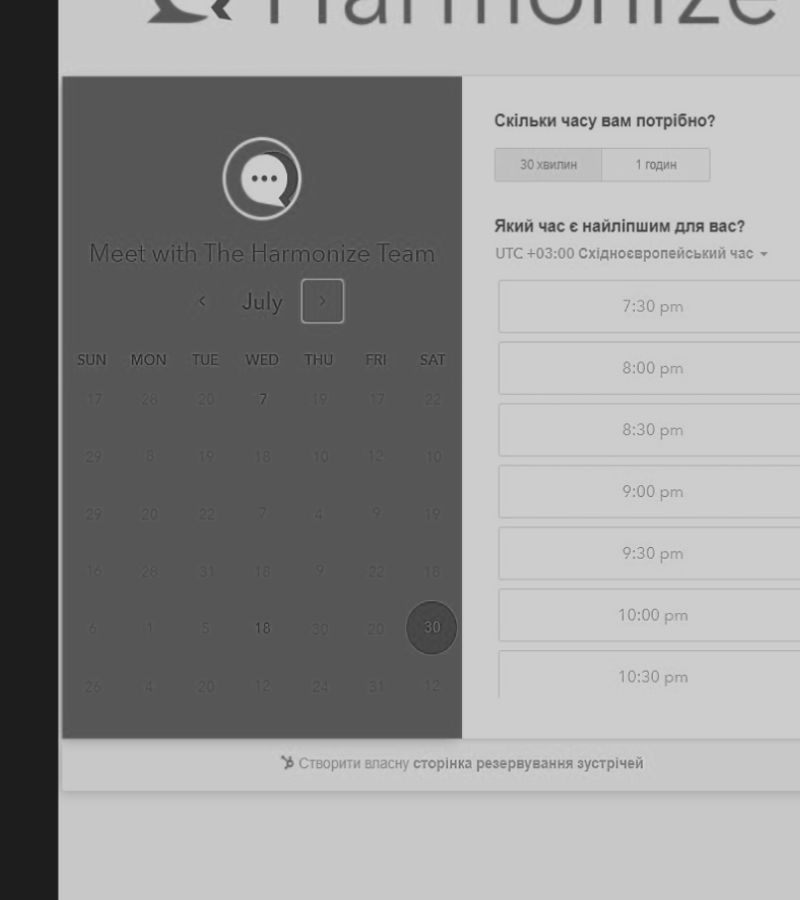 Harmonize
Meet with The Harmonize Team
July
SUN MON TUE WED THU FRI SAT
17 28 20 7 19 17 22
29 8 19 18 10 12 10
29 20 22 7 4 9 19
16 28 31 18 9 22 18
6 1 5 18 30 20 30
26 4 20 12 24 31 12
Скільки часу вам потрібно?
30 хвилин 1 годин
Який час є найліпшим для вас?
UTC +03:00 Східноєвропейський час
7:30 pm
8:00 pm
8:30 pm
9:00 pm
9:30 pm
10:00 pm
10:30 pm
Створити власну сторінка резервування зустрічей